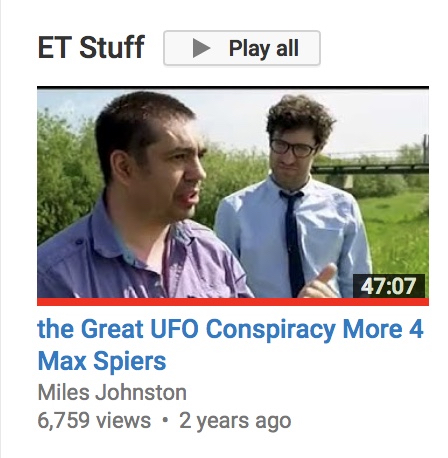 ET Stuff
Play all
47:07
the Great UFO Conspiracy More 4
Max Spiers
Miles Johnston
6,759 views • 2 years ago